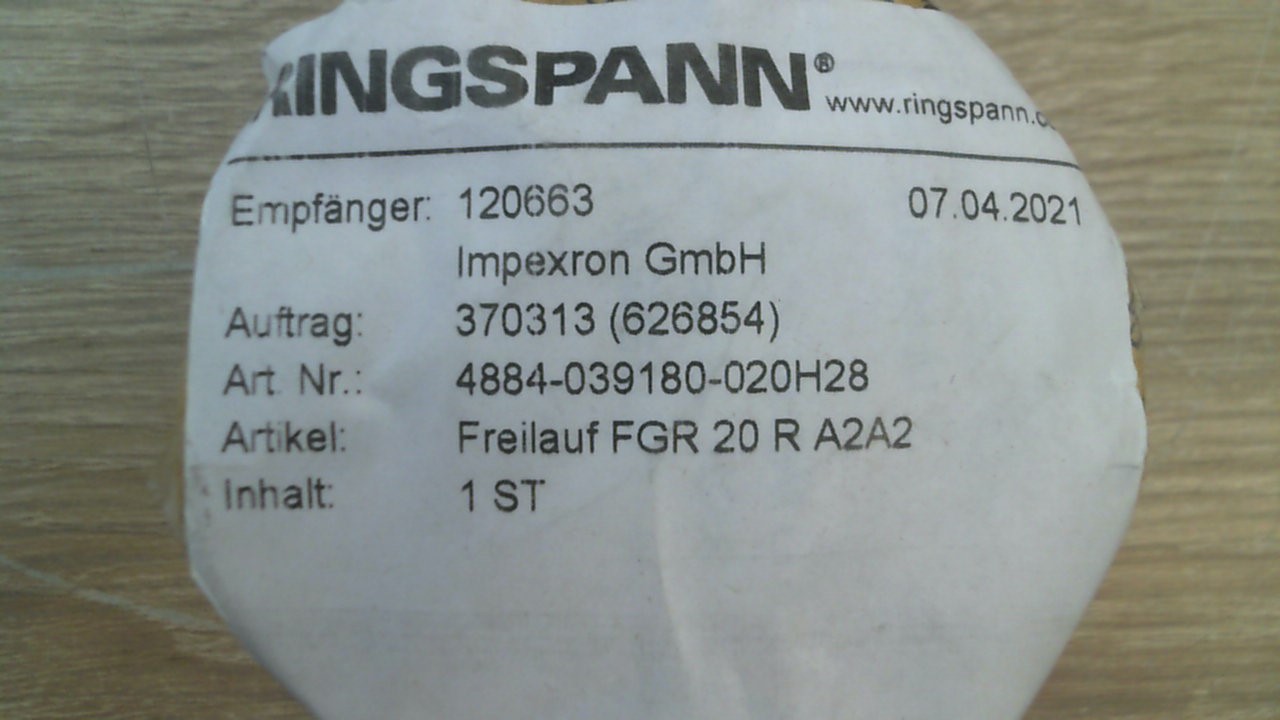 RINGSPANN®
www.ringspann.c
Empfänger: 120663 07.04.2021
Impexron GmbH
Auftrag: 370313 (626854)
Art. Nr.: 4884-039180-020H28
Artikel: Freilauf FGR 20 R A2A2
Inhalt: 1 ST